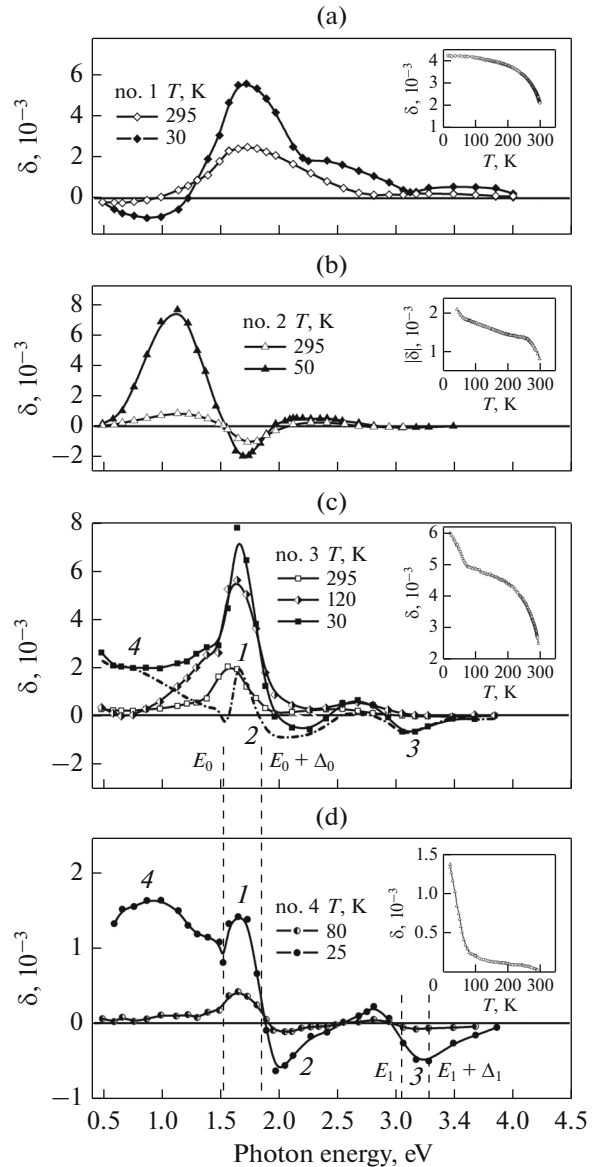 (a)
δ, 10⁻³
6
4
2
0
no. 1 T, K
295
30
δ, 10⁻³
4
3
2
1
0 100 200 300
T, K
(b)
δ, 10⁻³
8
6
4
2
0
−2
no. 2 T, K
295
50
|δ|, 10⁻³
2
1
0 100 200 300
T, K
(c)
δ, 10⁻³
8
6
4
2
0
−2
no. 3 T, K
295
120
30
4
1
2
3
E₀
E₀ + Δ₀
δ, 10⁻³
6
5
4
3
2
0 100 200 300
T, K
(d)
δ, 10⁻³
2
1
0
−1
no. 4 T, K
80
25
4
1
2
3
E₁
E₁ + Δ₁
δ, 10⁻³
1.5
1.0
0.5
0
0 100 200 300
T, K
0.5 1.0 1.5 2.0 2.5 3.0 3.5 4.0 4.5
Photon energy, eV